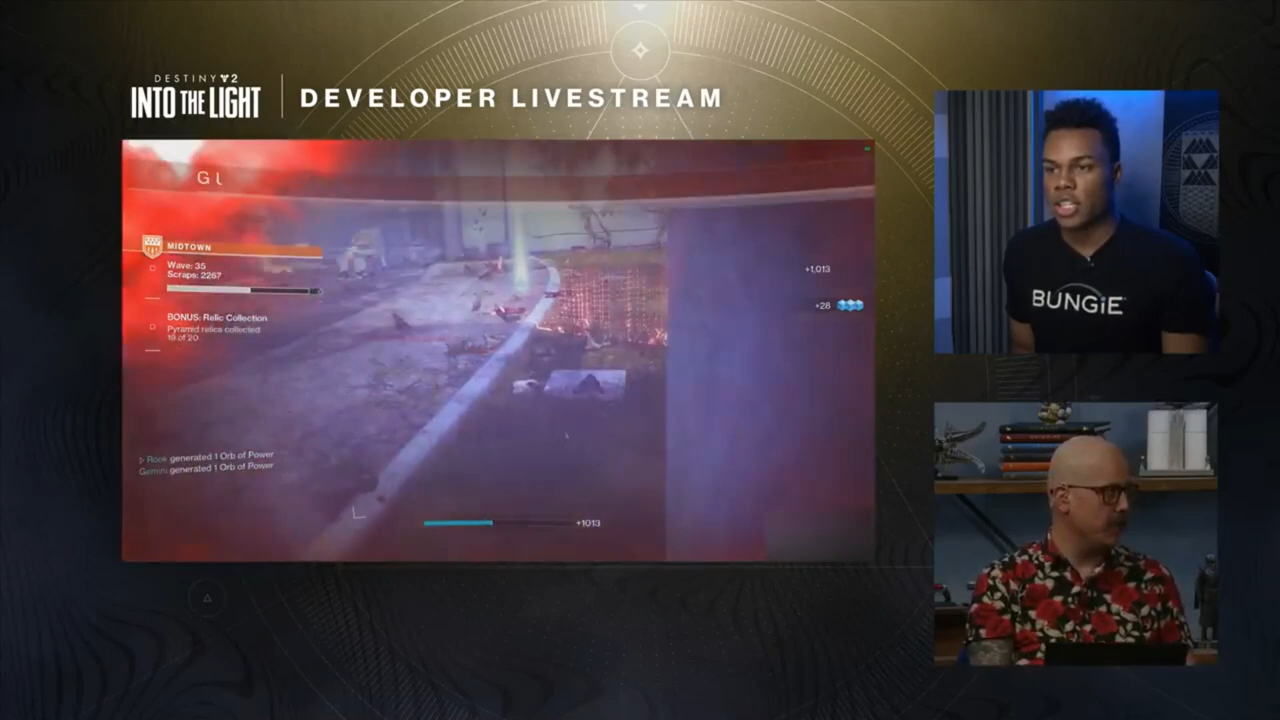 DESTINY 2
INTO THE LIGHT
DEVELOPER LIVESTREAM
G L
MIDTOWN
Wave: 35
Scraps: 2267
BONUS: Relic Collection
Pyramid relics collected
19 of 20
Rook generated 1 Orb of Power
Gemini generated 1 Orb of Power
+1,013
+28
+1013
BUNGiE